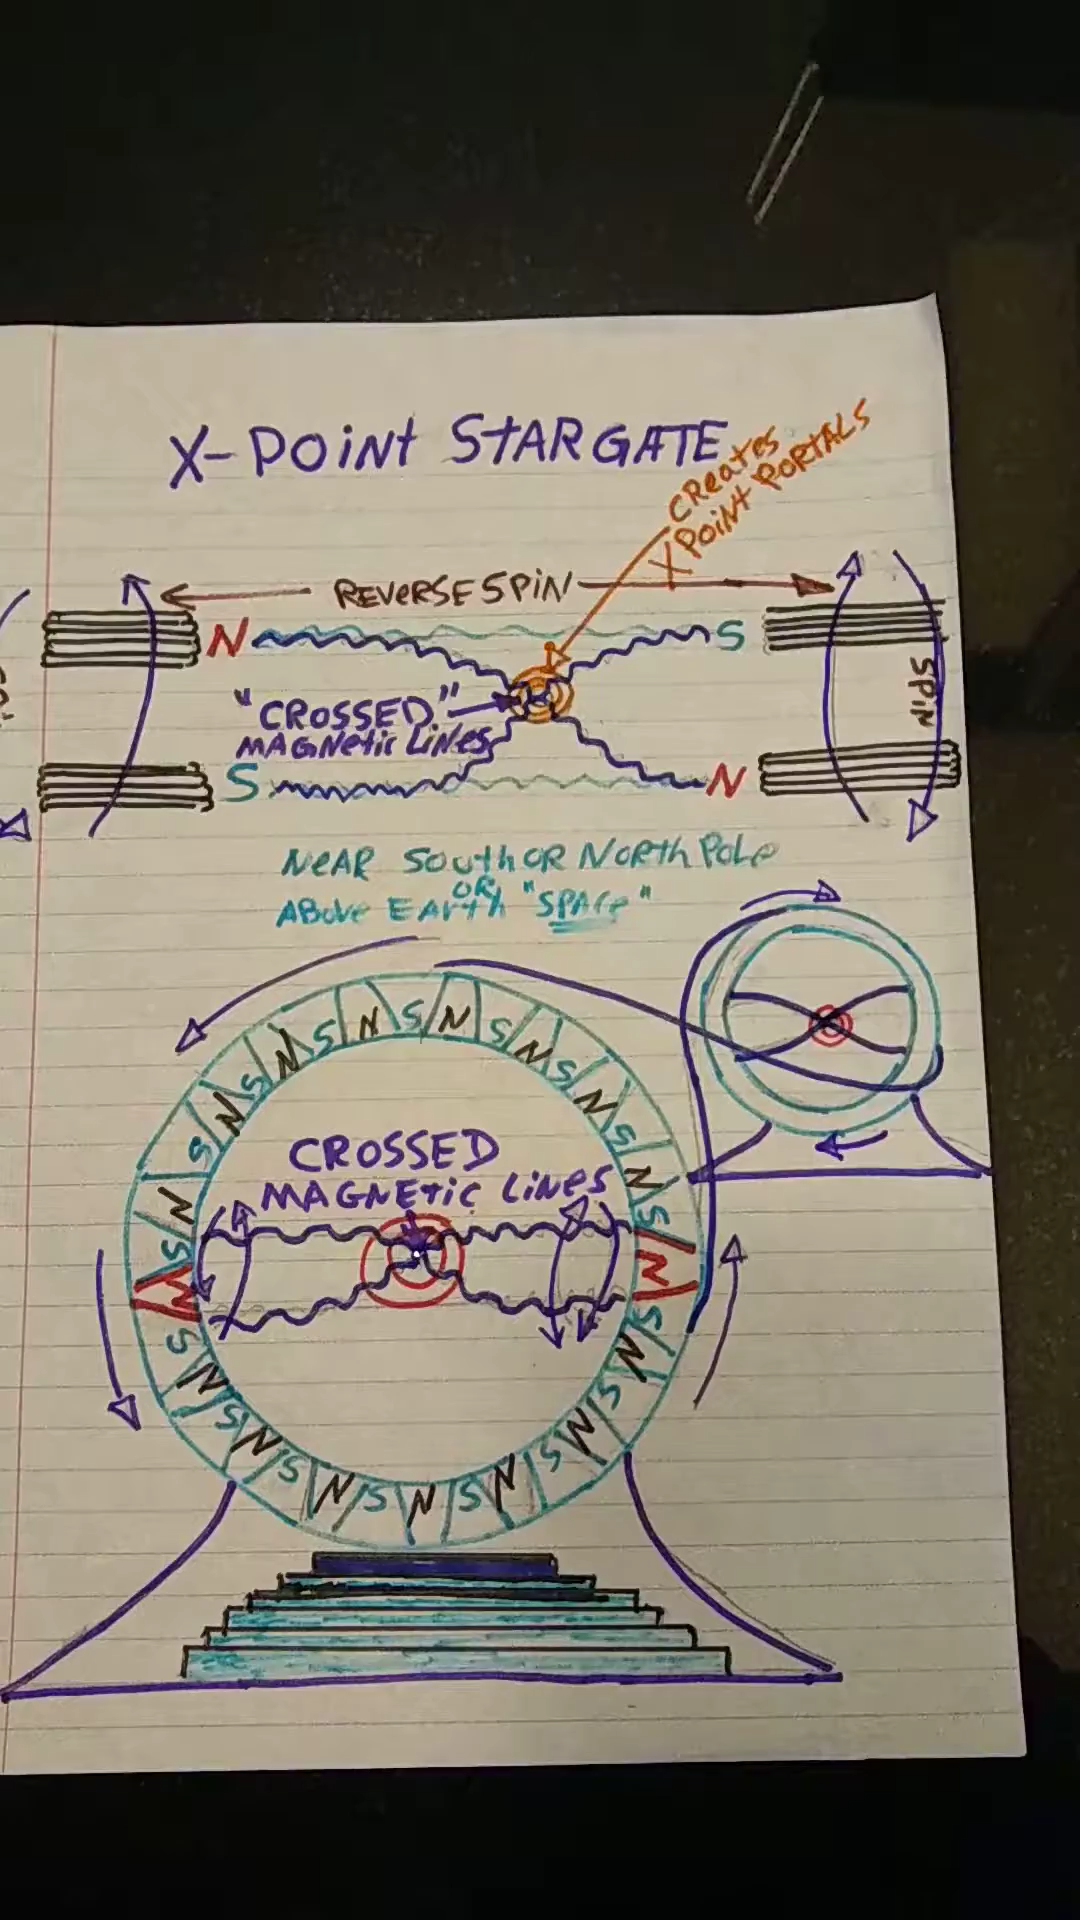 X-POINT STARGATE
CREATES
X POINT PORTALS
REVERSE SPIN
N S
SPIN
"CROSSED"
MAGNETIC LINES
S N
NEAR SOUTH OR NORTH POLE
OR
ABOVE EARTH "SPACE"
N S N S N S N S N S N S N S N S N S N S N S N S N S N S N S N S N S N S
CROSSED
MAGNETIC LINES